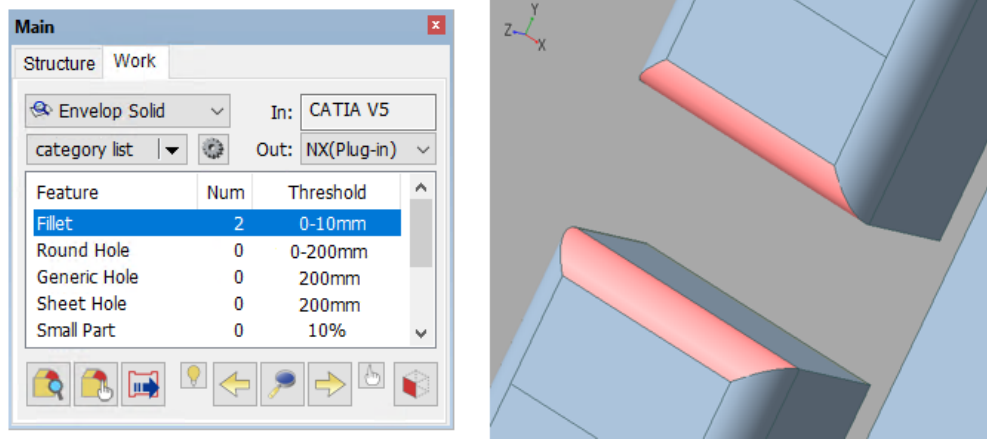 Main
Structure Work
Envelop Solid In: CATIA V5
category list Out: NX(Plug-in)
Feature Num Threshold
Fillet 2 0-10mm
Round Hole 0 0-200mm
Generic Hole 0 200mm
Sheet Hole 0 200mm
Small Part 0 10%
Y
Z
X